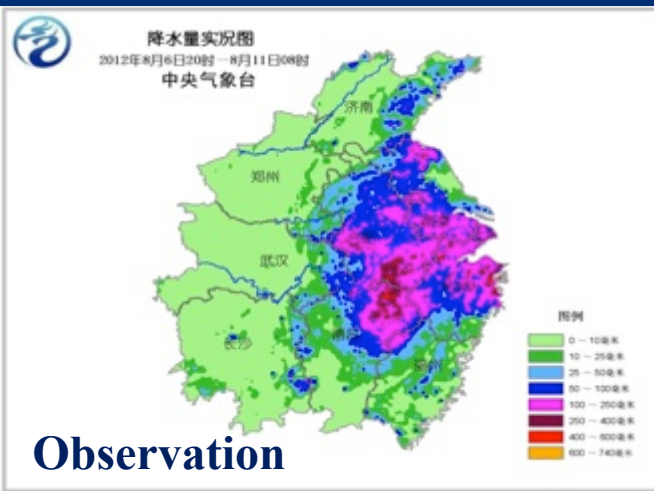 降水量实况图
2012年8月6日20时—8月11日08时
中央气象台
济南
郑州
武汉
长沙
图例
0～10毫米
10～25毫米
25～50毫米
50～100毫米
100～250毫米
250～400毫米
400～600毫米
600～740毫米
Observation